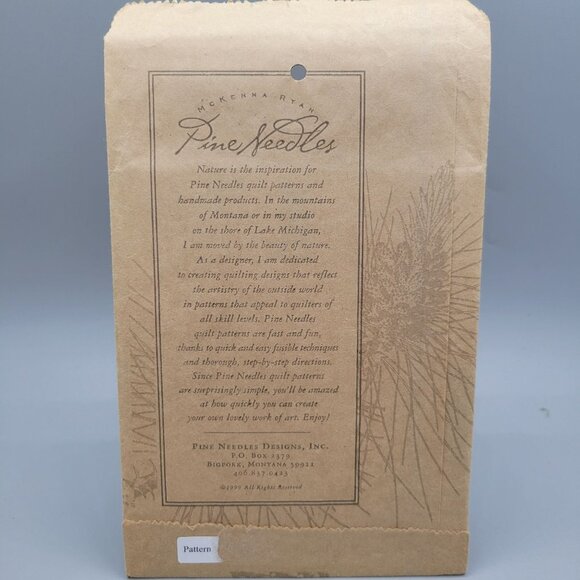 McKenna Ryan
Pine Needles
Nature is the inspiration for
Pine Needles quilt patterns and
handmade products. In the mountains
of Montana or in my studio
on the shore of Lake Michigan,
I am moved by the beauty of nature.
As a designer, I am dedicated
to creating quilting designs that reflect
the artistry of the outside world
in patterns that appeal to quilters of
all skill levels. Pine Needles
quilt patterns are fast and fun,
thanks to quick and easy fusible techniques
and thorough, step-by-step directions.
Since Pine Needles quilt patterns
are surprisingly simple, you'll be amazed
at how quickly you can create
your own lovely work of art. Enjoy!
Pine Needles Designs, Inc.
P.O. Box 2379
Bigfork, Montana 59911
406.837.0423
©1999 All Rights Reserved
Pattern